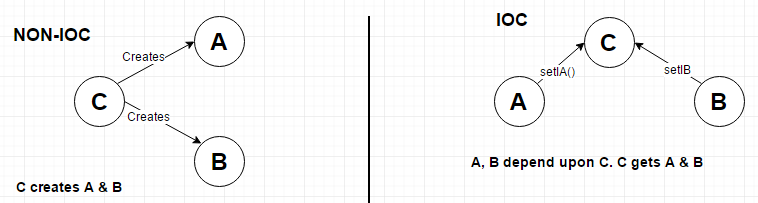 NON-IOC
A
Creates
C
Creates
B
C creates A & B
IOC
C
setIA()
setIB
A
B
A, B depend upon C. C gets A & B